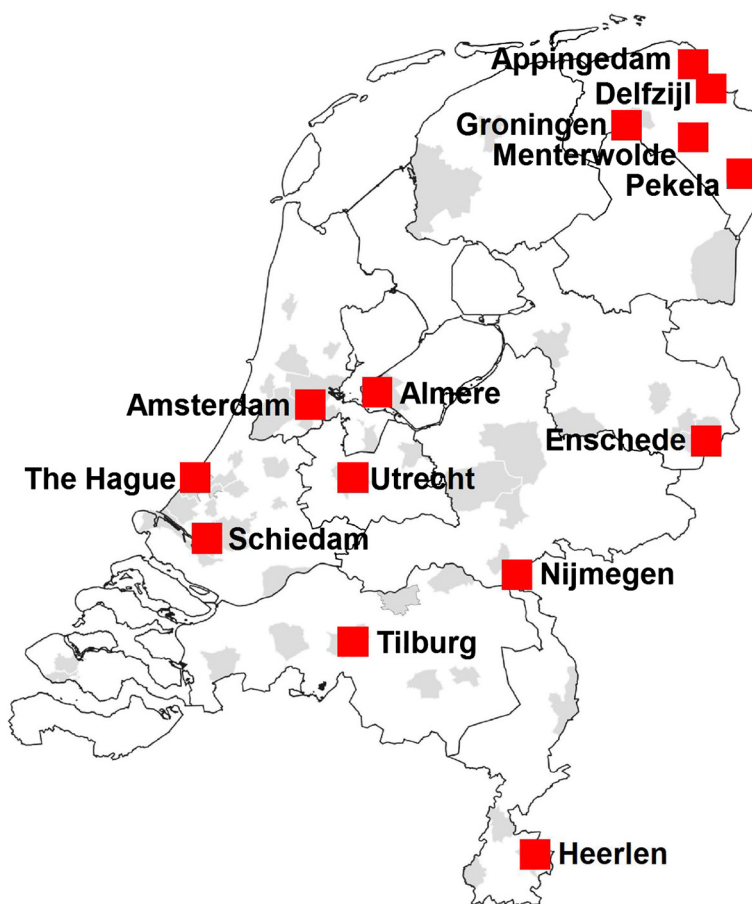 Appingedam
Delfzijl
Groningen
Menterwolde
Pekela
Amsterdam
Almere
Enschede
The Hague
Utrecht
Schiedam
Nijmegen
Tilburg
Heerlen